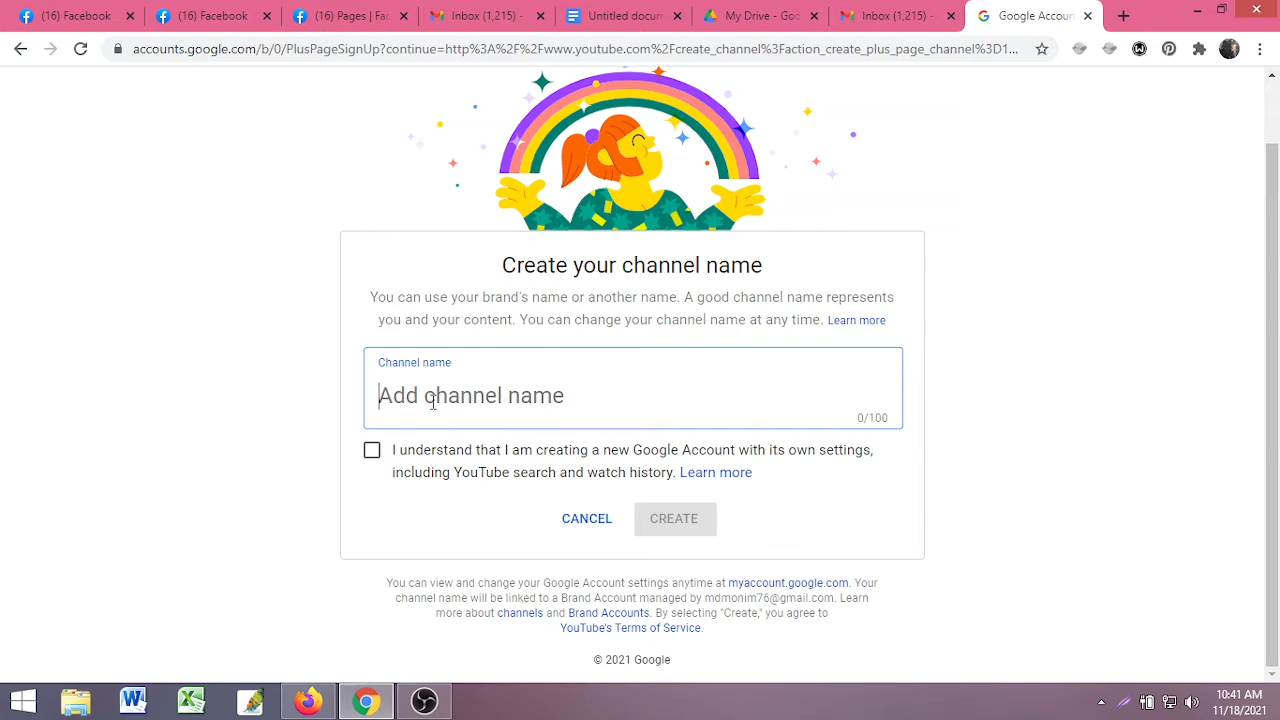 (16) Facebook
(16) Facebook
(16) Pages | Fac
Inbox (1,215) -
Untitled docum
My Drive - Goo
Inbox (1,215) -
Google Accoun
accounts.google.com/b/0/PlusPageSignUp?continue=http%3A%2F%2Fwww.youtube.com%2Fcreate_channel%3Faction_create_plus_page_channel%3D1...
Create your channel name
You can use your brand's name or another name. A good channel name represents
you and your content. You can change your channel name at any time. Learn more
Channel name
Add channel name
0/100
I understand that I am creating a new Google Account with its own settings,
including YouTube search and watch history. Learn more
CANCEL
CREATE
You can view and change your Google Account settings anytime at myaccount.google.com. Your
channel name will be linked to a Brand Account managed by mdmonim76@gmail.com. Learn
more about channels and Brand Accounts. By selecting "Create," you agree to
YouTube's Terms of Service.
© 2021 Google
10:41 AM
11/18/2021